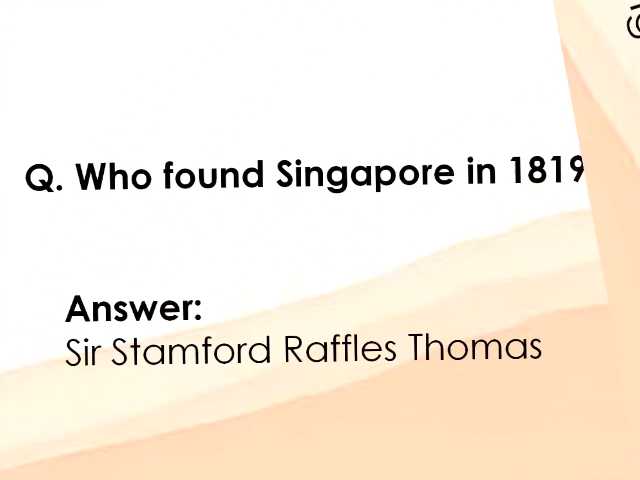 Q. Who found Singapore in 1819
Answer:
Sir Stamford Raffles Thomas